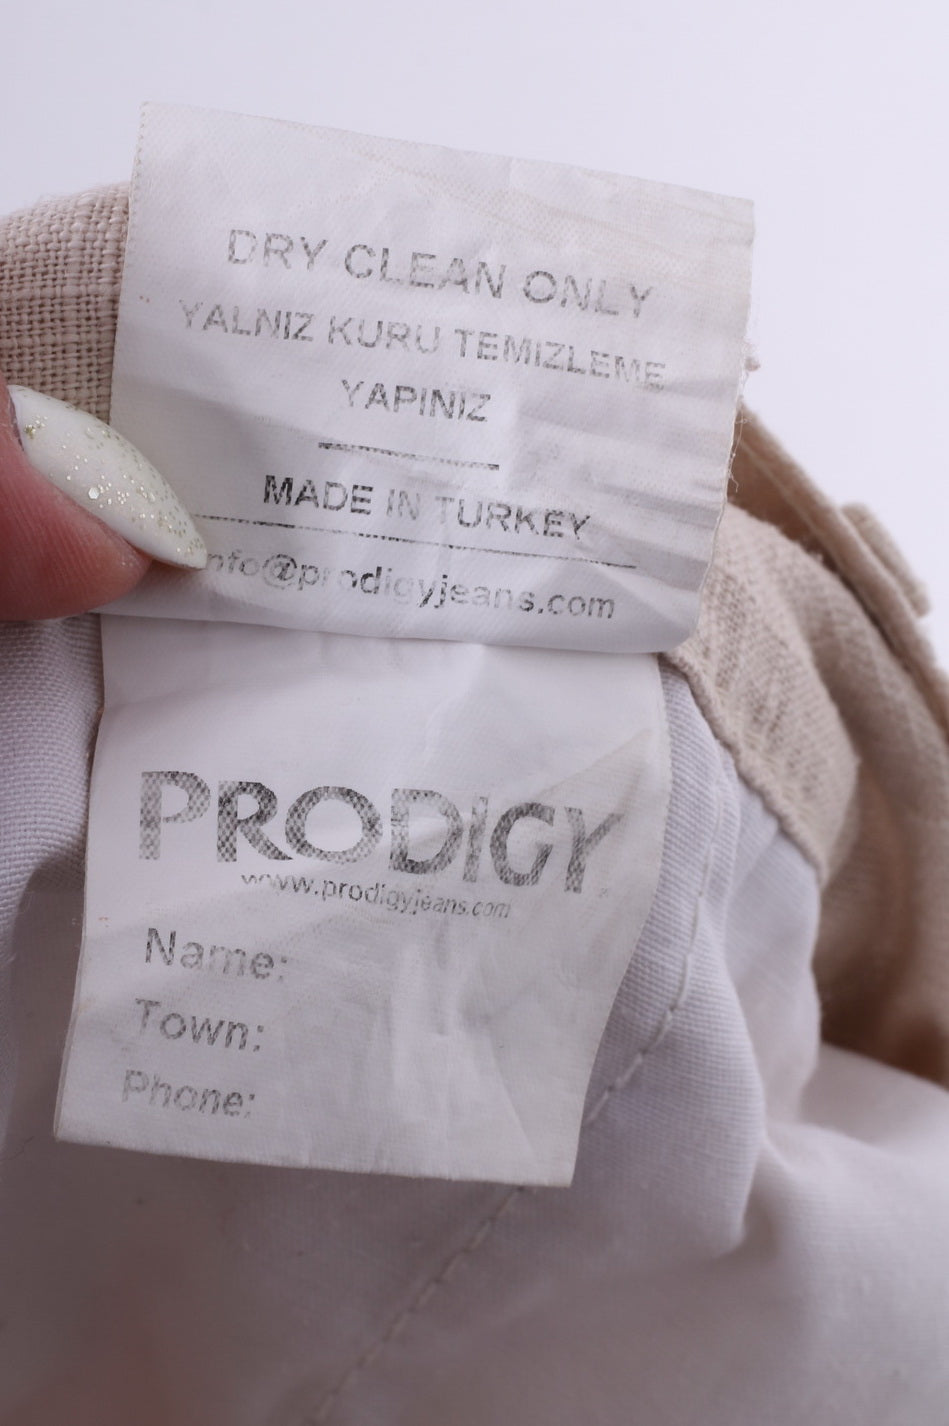 DRY CLEAN ONLY
YALNIZ KURU TEMIZLEME
YAPINIZ
MADE IN TURKEY
info@prodigyjeans.com
PRODIGY
www.prodigyjeans.com
Name:
Town:
Phone: